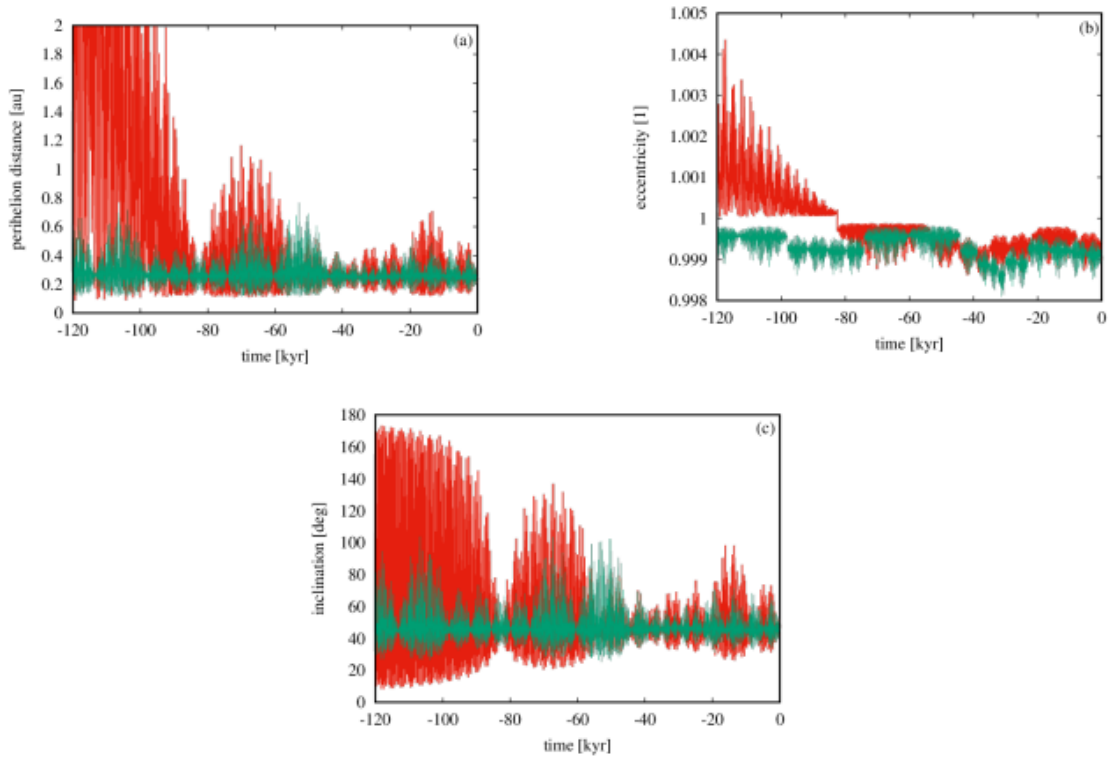 (a)
perihelion distance [au]
2
1.8
1.6
1.4
1.2
1
0.8
0.6
0.4
0.2
0
-120 -100 -80 -60 -40 -20 0
time [kyr]
(b)
eccentricity [1]
1.005
1.004
1.003
1.002
1.001
1
0.999
0.998
-120 -100 -80 -60 -40 -20 0
time [kyr]
(c)
inclination [deg]
180
160
140
120
100
80
60
40
20
0
-120 -100 -80 -60 -40 -20 0
time [kyr]